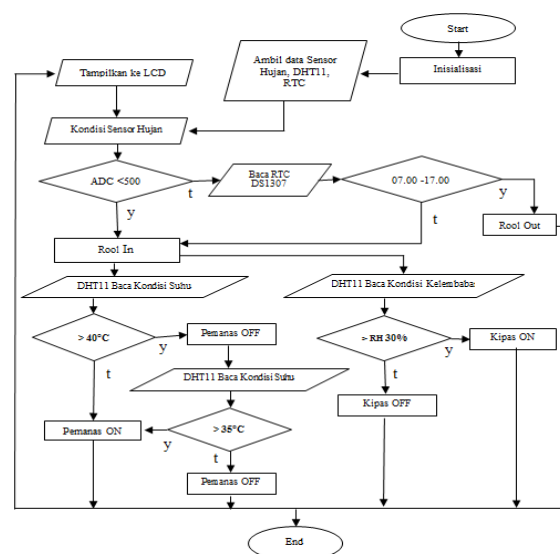 Start
Inisialisasi
Ambil data Sensor
Hujan, DHT11,
RTC
Tampilkan ke LCD
Kondisi Sensor Hujan
ADC <500
t
y
Baca RTC
DS1307
07.00 -17.00
y
t
Rool Out
Rool In
DHT11 Baca Kondisi Suhu
DHT11 Baca Kondisi Kelembaba
> 40°C
y
t
Pemanas OFF
DHT11 Baca Kondisi Suhu
> 35°C
y
t
Pemanas ON
Pemanas OFF
> RH 30%
y
t
Kipas ON
Kipas OFF
End